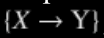 {X → Y}